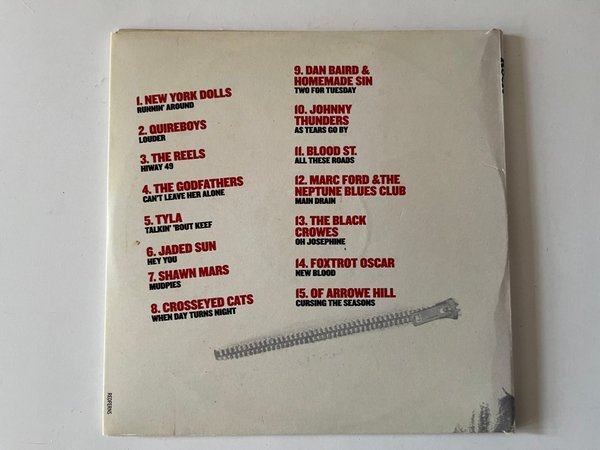 1. NEW YORK DOLLS
RUNNIN' AROUND
2. QUIREBOYS
LOUDER
3. THE REELS
HIWAY 49
4. THE GODFATHERS
CAN'T LEAVE HER ALONE
5. TYLA
TALKIN' 'BOUT KEEF
6. JADED SUN
HEY YOU
7. SHAWN MARS
MUDPIES
8. CROSSEYED CATS
WHEN DAY TURNS NIGHT
9. DAN BAIRD &
HOMEMADE SIN
TWO FOR TUESDAY
10. JOHNNY
THUNDERS
AS TEARS GO BY
11. BLOOD ST.
ALL THESE ROADS
12. MARC FORD &THE
NEPTUNE BLUES CLUB
MAIN DRAIN
13. THE BLACK
CROWES
OH JOSEPHINE
14. FOXTROT OSCAR
NEW BLOOD
15. OF ARROWE HILL
CURSING THE SEASONS